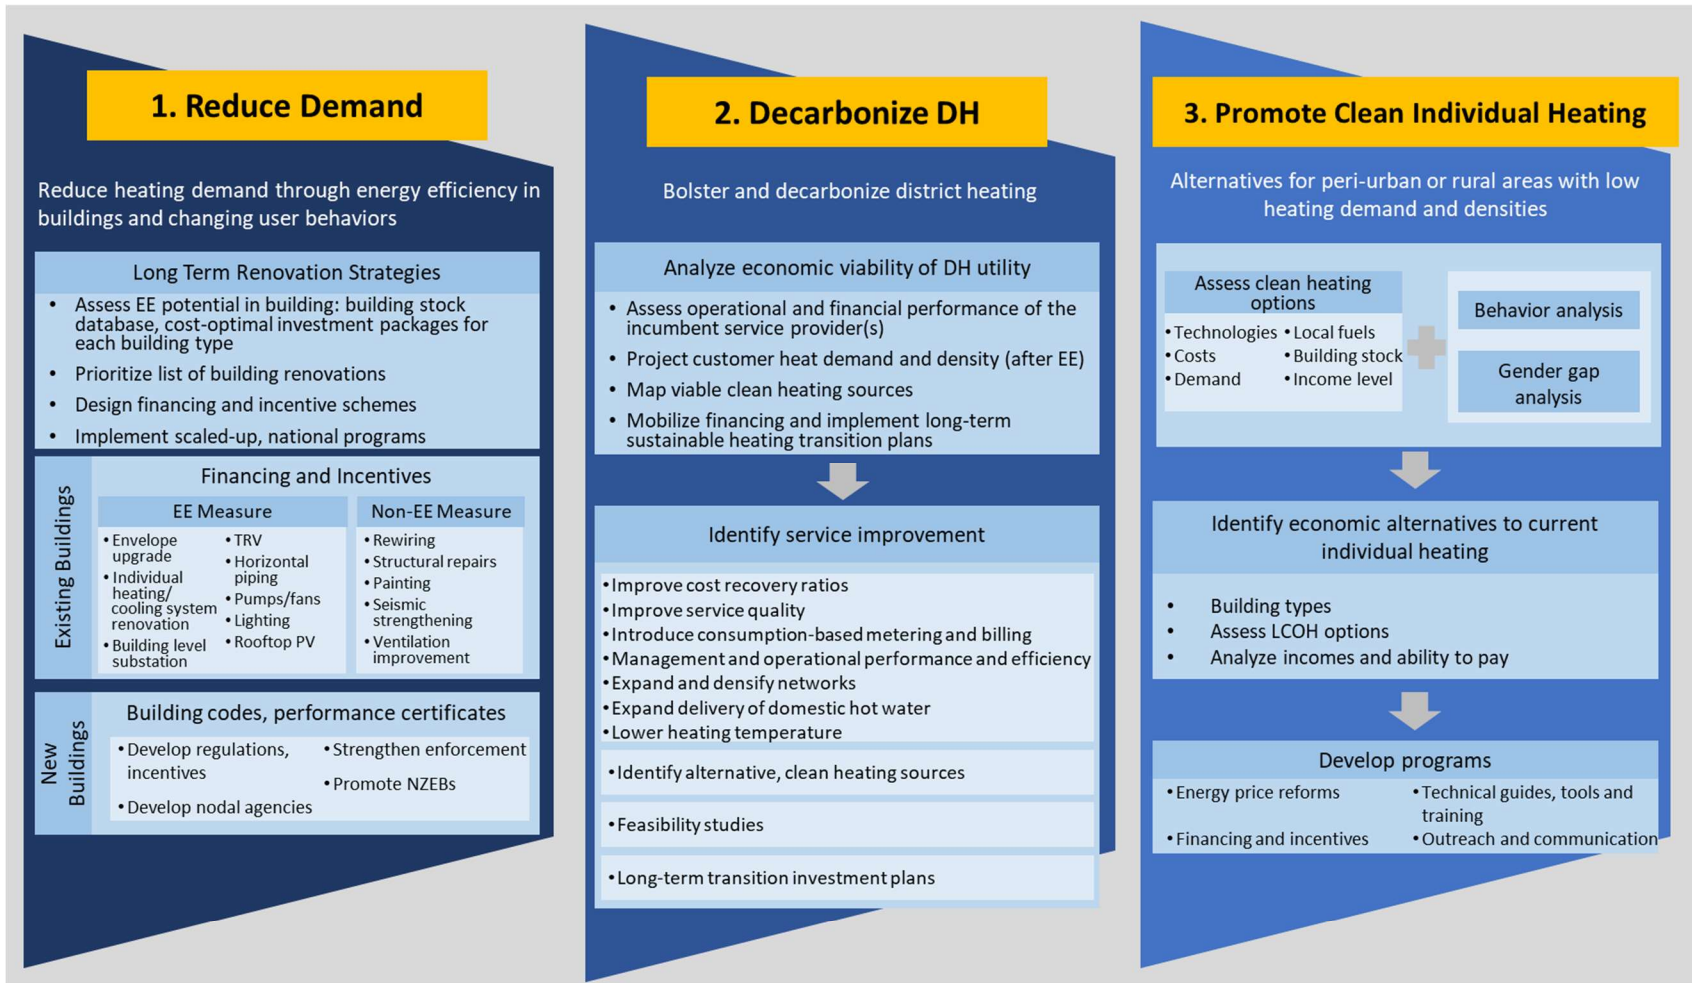 1. Reduce Demand
Reduce heating demand through energy efficiency in
buildings and changing user behaviors
Long Term Renovation Strategies
• Assess EE potential in building: building stock
database, cost-optimal investment packages for
each building type
• Prioritize list of building renovations
• Design financing and incentive schemes
• Implement scaled-up, national programs
Existing Buildings
Financing and Incentives
EE Measure
• Envelope
upgrade
• Individual
heating/
cooling system
renovation
• Building level
substation
• TRV
• Horizontal
piping
• Pumps/fans
• Lighting
• Rooftop PV
Non-EE Measure
• Rewiring
• Structural repairs
• Painting
• Seismic
strengthening
• Ventilation
improvement
New
Buildings
Building codes, performance certificates
• Develop regulations,
incentives
• Develop nodal agencies
• Strengthen enforcement
• Promote NZEBs
2. Decarbonize DH
Bolster and decarbonize district heating
Analyze economic viability of DH utility
• Assess operational and financial performance of the
incumbent service provider(s)
• Project customer heat demand and density (after EE)
• Map viable clean heating sources
• Mobilize financing and implement long-term
sustainable heating transition plans
Identify service improvement
• Improve cost recovery ratios
• Improve service quality
• Introduce consumption-based metering and billing
• Management and operational performance and efficiency
• Expand and densify networks
• Expand delivery of domestic hot water
• Lower heating temperature
• Identify alternative, clean heating sources
• Feasibility studies
• Long-term transition investment plans
3. Promote Clean Individual Heating
Alternatives for peri-urban or rural areas with low
heating demand and densities
Assess clean heating
options
• Technologies
• Costs
• Demand
• Local fuels
• Building stock
• Income level
Behavior analysis
Gender gap
analysis
Identify economic alternatives to current
individual heating
• Building types
• Assess LCOH options
• Analyze incomes and ability to pay
Develop programs
• Energy price reforms
• Financing and incentives
• Technical guides, tools and
training
• Outreach and communication